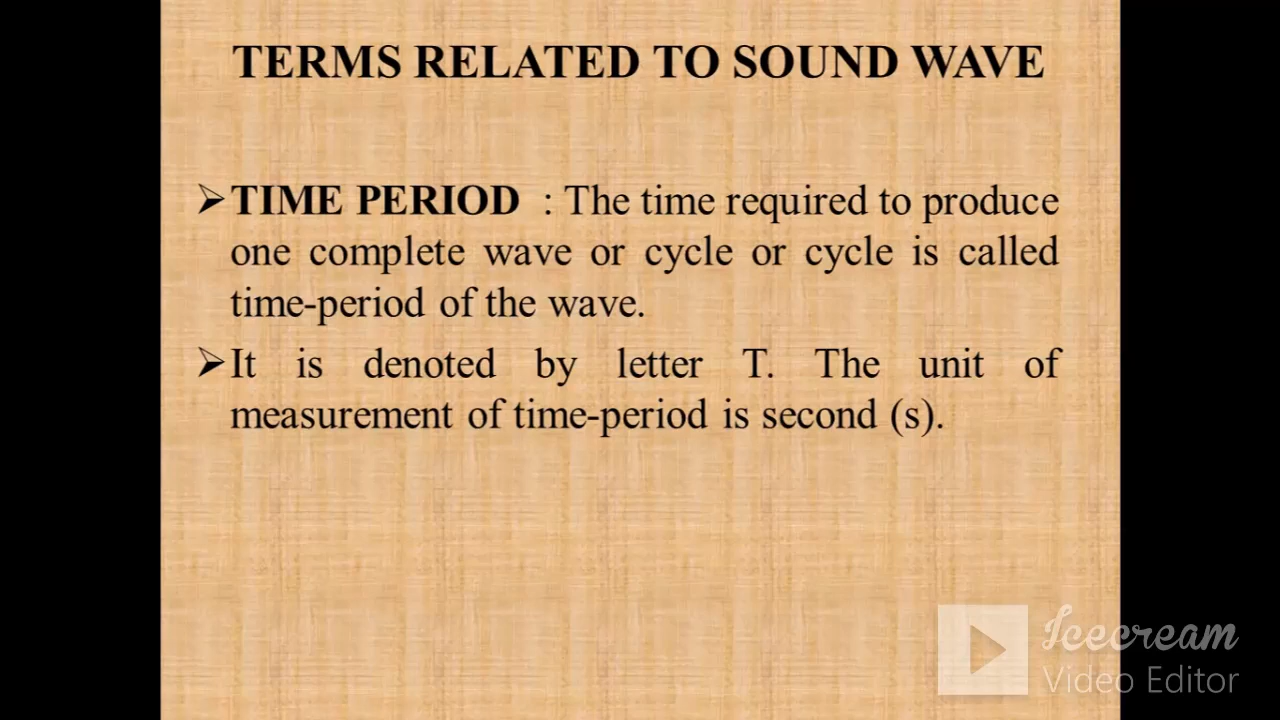 TERMS RELATED TO SOUND WAVE
➢TIME PERIOD : The time required to produce
one complete wave or cycle or cycle is called
time-period of the wave.
➢It is denoted by letter T. The unit of
measurement of time-period is second (s).
Icecream
Video Editor